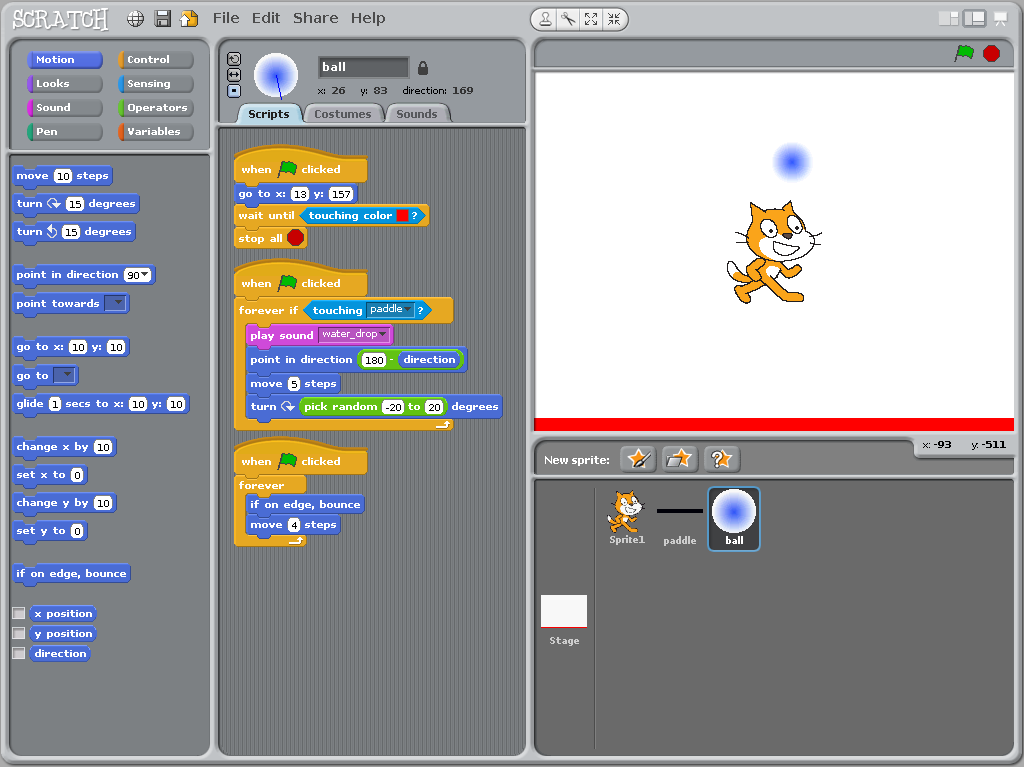 SCRATCH File Edit Share Help
Motion Control
Looks Sensing
Sound Operators
Pen Variables
move 10 steps
turn 15 degrees
turn 15 degrees
point in direction 90
point towards
go to x: 10 y: 10
go to
glide 1 secs to x: 10 y: 10
change x by 10
set x to 0
change y by 10
set y to 0
if on edge, bounce
x position
y position
direction
ball
x: 26 y: 83 direction: 169
Scripts Costumes Sounds
when clicked
go to x: 13 y: 157
wait until touching color ?
stop all
when clicked
forever if touching paddle ?
play sound water_drop
point in direction 180 - direction
move 5 steps
turn pick random -20 to 20 degrees
when clicked
forever
if on edge, bounce
move 4 steps
x: -93 y: -511
New sprite:
Sprite1 paddle ball
Stage